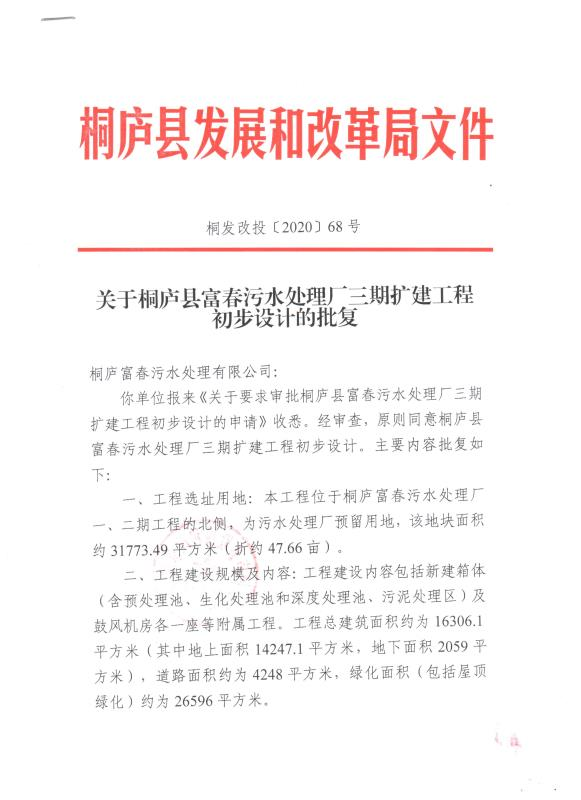 桐庐县发展和改革局文件
桐发改投〔2020〕68 号
关于桐庐县富春污水处理厂三期扩建工程
初步设计的批复
桐庐富春污水处理有限公司：
你单位报来《关于要求审批桐庐县富春污水处理厂三期
扩建工程初步设计的申请》收悉。经审查，原则同意桐庐县
富春污水处理厂三期扩建工程初步设计。主要内容批复如
下：
一、工程选址用地：本工程位于桐庐富春污水处理厂
一、二期工程的北侧，为污水处理厂预留用地，该地块面积
约 31773.49 平方米（折约 47.66 亩）。
二、工程建设规模及内容：工程建设内容包括新建箱体
（含预处理池、生化处理池和深度处理池、污泥处理区）及
鼓风机房各一座等附属工程。工程总建筑面积约为 16306.1
平方米（其中地上面积 14247.1 平方米，地下面积 2059 平
方米），道路面积约为 4248 平方米，绿化面积（包括屋顶
绿化）约为 26596 平方米。